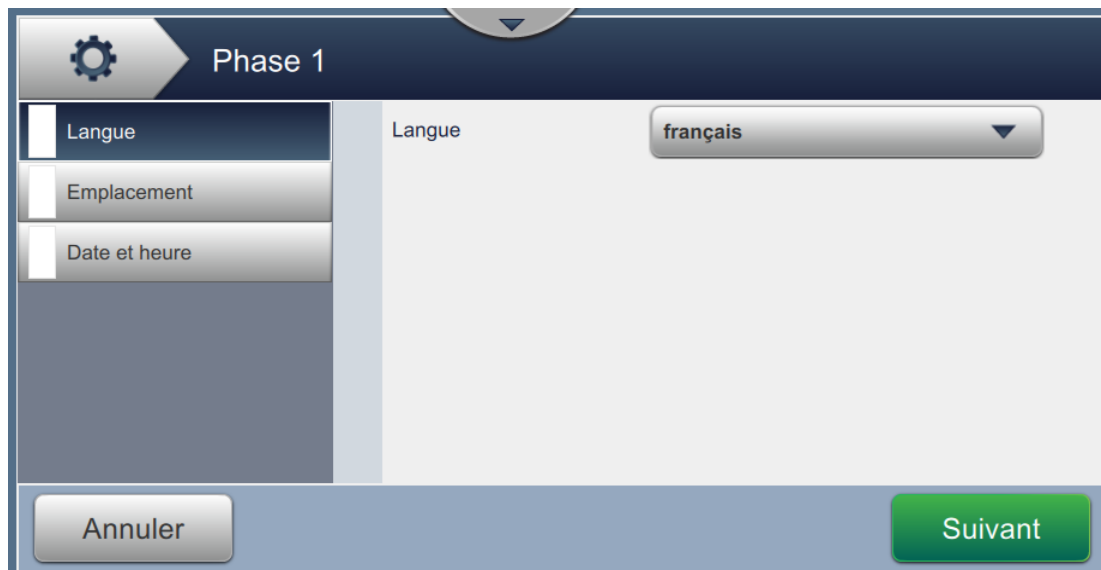 Phase 1
Langue
Emplacement
Date et heure
Langue français
Annuler Suivant